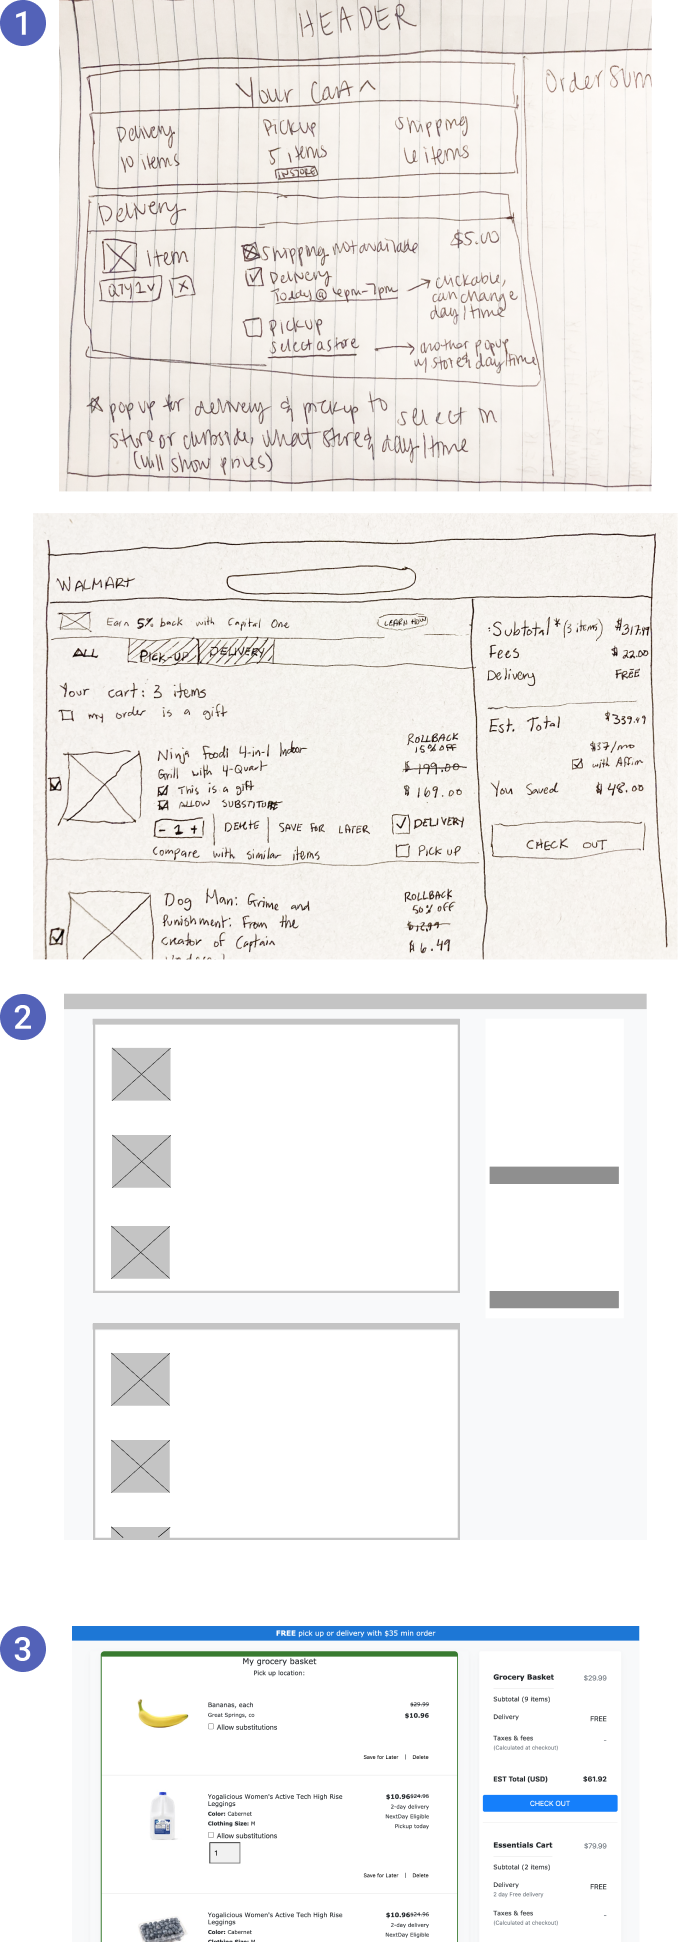 1
HEADER
Your Cart ^
Order Sum
Delivery
10 items
Pickup
5 items
INSTORE
Shipping
6 items
Delivery
Item
QTY 1 v
X
Shipping not available
$5.00
Delivery
Today @ 4pm-7pm
→ clickable,
can change
day/time
Pickup
Select a store
→ another popup
w/ store & day/time
* popup for delivery & pickup to select in
store or curbside, what store & day/time
(will show prices)
WALMART
Earn 5% back with Capital One
LEARN HOW
ALL
PICK-UP
DELIVERY
Your cart: 3 items
my order is a gift
Ninja Foodi 4-in-1 Indoor
Grill with 4-Quart
This is a gift
ALLOW SUBSTITUTE
- 1 + | DELETE | SAVE FOR LATER
Compare with similar items
ROLLBACK
15% OFF
$199.00
$169.00
DELIVERY
PICK UP
Dog Man: Grime and
Punishment: From the
creator of Captain
ROLLBACK
50% OFF
$12.99
$6.49
Subtotal* (3 items) $317.49
Fees $22.00
Delivery FREE
Est. Total $339.49
$37/mo
with Affirm
You Saved $48.00
CHECK OUT
2
3
FREE pick up or delivery with $35 min order
My grocery basket
Pick up location:
Bananas, each
Great Springs, co
Allow substitutions
$29.99
$10.96
Save for Later | Delete
Yogalicious Women's Active Tech High Rise
Leggings
Color: Cabernet
Clothing Size: M
Allow substitutions
1
$10.96$24.96
2-day delivery
NextDay Eligible
Pickup today
Save for Later | Delete
Yogalicious Women's Active Tech High Rise
Leggings
Color: Cabernet
Clothing Size: M
$10.96$24.96
2-day delivery
NextDay Eligible
Grocery Basket $29.99
Subtotal (9 items)
Delivery FREE
Taxes & fees -
(Calculated at checkout)
EST Total (USD) $61.92
CHECK OUT
Essentials Cart $79.99
Subtotal (2 items)
Delivery FREE
2 day Free delivery
Taxes & fees -
(Calculated at checkout)